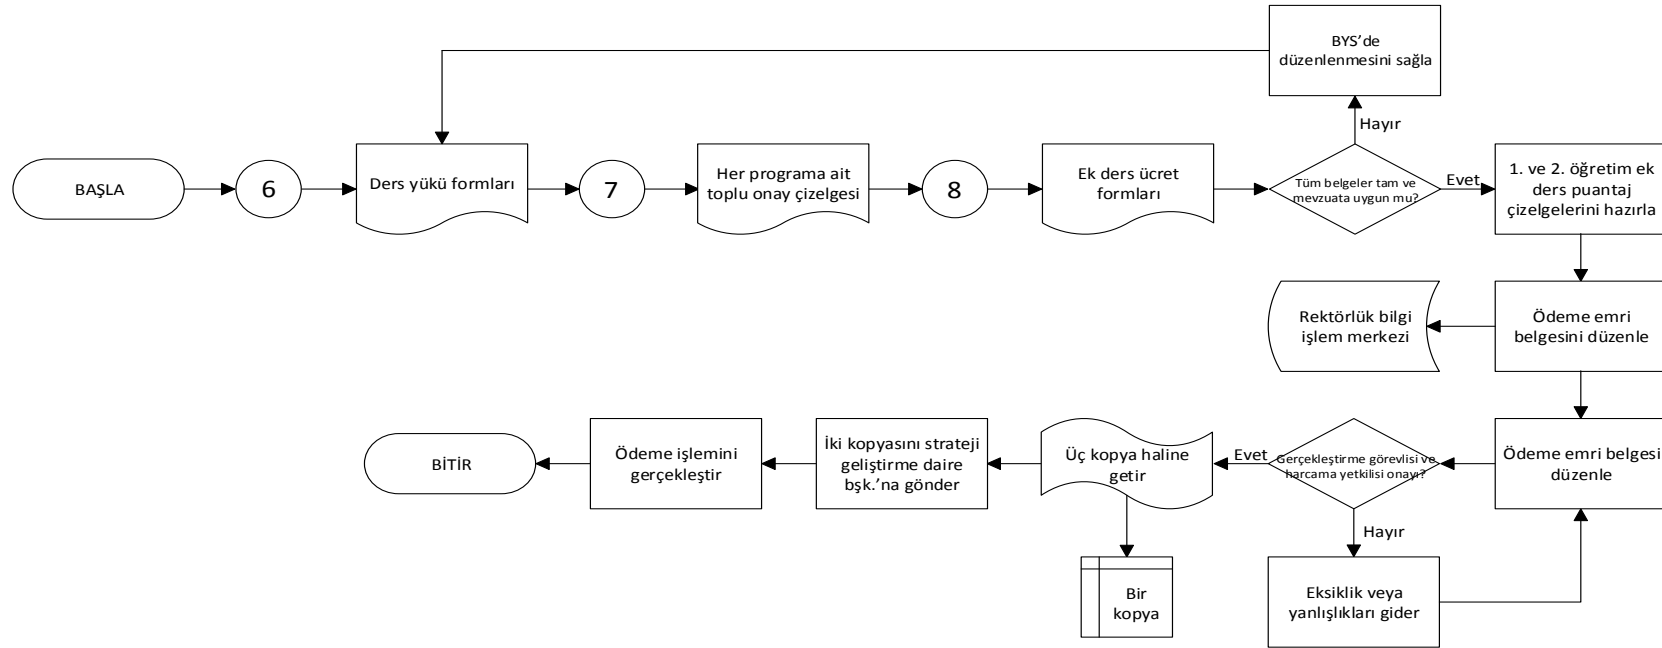 BYS’de
düzenlenmesini sağla
Hayır
BAŞLA
6
Ders yükü formları
7
Her programa ait
toplu onay çizelgesi
8
Ek ders ücret
formları
Tüm belgeler tam ve
mevzuata uygun mu?
Evet
1. ve 2. öğretim ek
ders puantaj
çizelgelerini hazırla
Rektörlük bilgi
işlem merkezi
Ödeme emri
belgesini düzenle
BİTİR
Ödeme işlemini
gerçekleştir
İki kopyasını strateji
geliştirme daire
bşk.’na gönder
Üç kopya haline
getir
Evet
Gerçekleştirme görevlisi ve
harcama yetkilisi onayı?
Ödeme emri belgesi
düzenle
Hayır
Bir
kopya
Eksiklik veya
yanlışlıkları gider